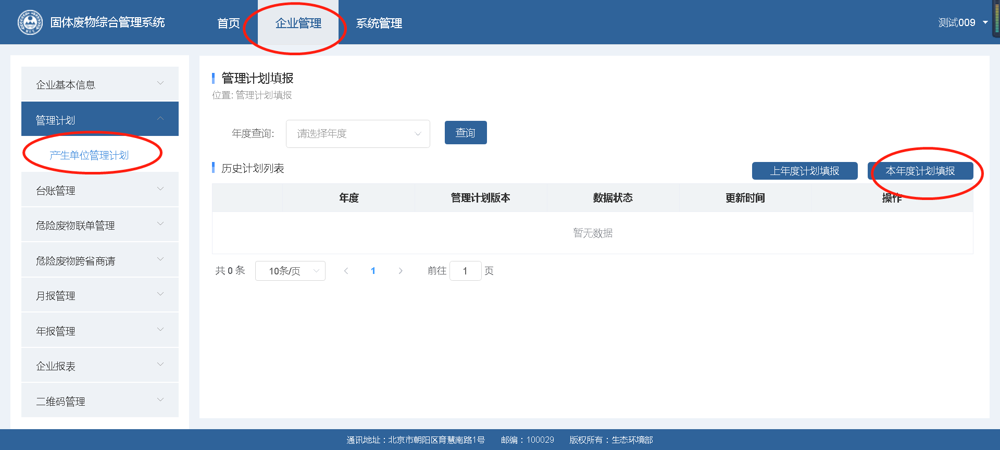 固体废物综合管理系统
首页 企业管理 系统管理
测试009
企业基本信息
管理计划
产生单位管理计划
台账管理
危险废物联单管理
危险废物跨省商请
月报管理
年报管理
企业报表
二维码管理
管理计划填报
位置: 管理计划填报
年度查询: 请选择年度 查询
历史计划列表 上年度计划填报 本年度计划填报
年度 管理计划版本 数据状态 更新时间 操作
暂无数据
共 0 条 10条/页 1 前往 1 页
通讯地址：北京市朝阳区育慧南路1号 邮编：100029 版权所有：生态环境部